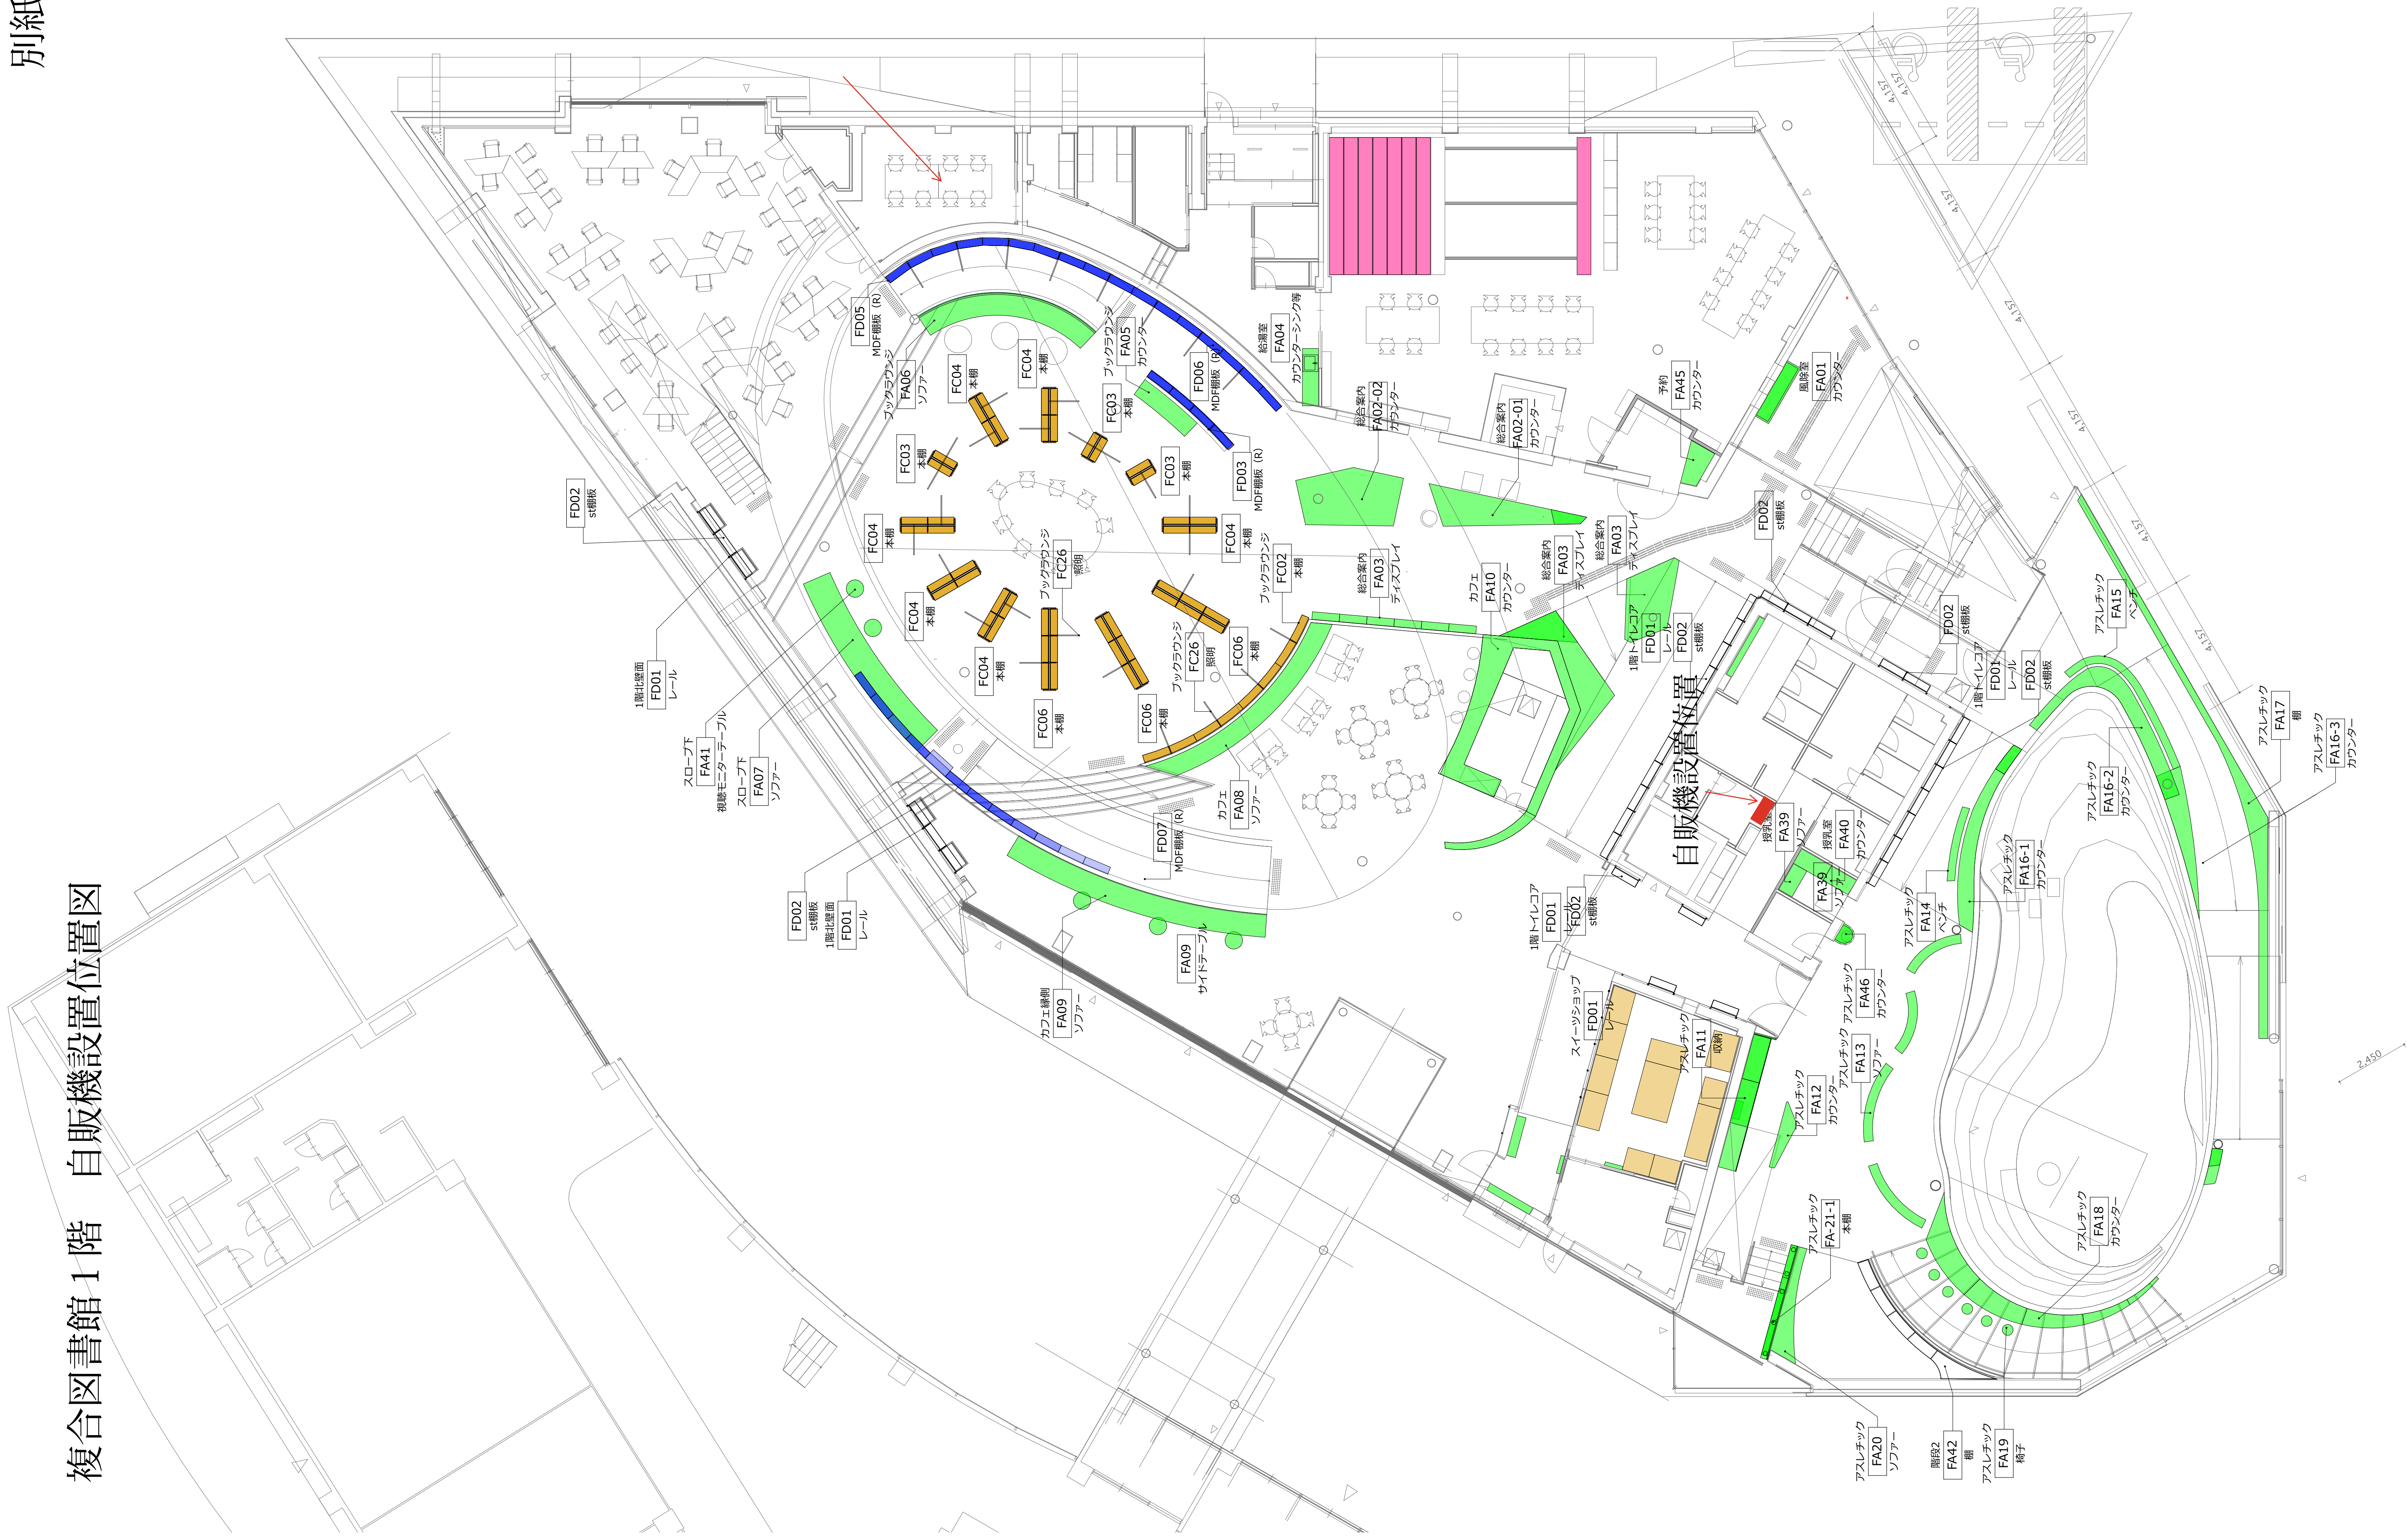 別紙
複合図書館１階　自販機設置位置図
自販機設置位置
FD05
MDF棚板（R）
ブックラウンジ
FA06
ソファー
FC04
本棚
FC04
本棚
ブックラウンジ
FA05
カウンター
FC03
本棚
FD06
MDF棚板（R）
給湯室
FA04
カウンターシンク等
総合案内
FA02-02
カウンター
総合案内
FA02-01
カウンター
予約
FA45
カウンター
風除室
FA01
カウンター
FC03
本棚
FC03
本棚
FD03
MDF棚板（R）
FD02
st棚板
FC04
本棚
ブックラウンジ
FC26
照明
FC04
本棚
ブックラウンジ
FC02
本棚
総合案内
FA03
ディスプレイ
カフェ
FA10
カウンター
総合案内
FA03
ディスプレイ
総合案内
FA03
ディスプレイ
FD02
st棚板
1階北壁面
FD01
レール
FC04
本棚
FC04
本棚
FC06
本棚
FC06
本棚
ブックラウンジ
FC26
照明
FC06
本棚
1階トイレコア
FD01
レール
FD02
st棚板
FD02
st棚板
1階トイレコア
FD01
レール
FD02
st棚板
アスレチック
FA15
ベンチ
スロープ下
FA41
視聴モニターテーブル
スロープ下
FA07
ソファー
カフェ
FA08
ソファー
FD07
MDF棚板（R）
アスレチック
FA17
棚
アスレチック
FA16-3
カウンター
アスレチック
FA16-2
カウンター
アスレチック
FA16-1
カウンター
授乳室
FA39
ソファー
授乳室
FA40
カウンター
FA39
ソファー
アスレチック
FA14
ベンチ
FD02
st棚板
1階北壁面
FD01
レール
FA09
サイドテーブル
カフェ縁側
FA09
ソファー
1階トイレコア
FD01
レール
FD02
st棚板
スイーツショップ
FD01
レール
アスレチック
FA11
収納
アスレチック
FA46
カウンター
アスレチック
FA13
ソファー
アスレチック
FA12
カウンター
アスレチック
FA-21-1
本棚
アスレチック
FA18
カウンター
アスレチック
FA20
ソファー
階段2
FA42
棚
アスレチック
FA19
椅子
4,157
4,157
4,157
4,157
4,157
4,157
4,157
2,450